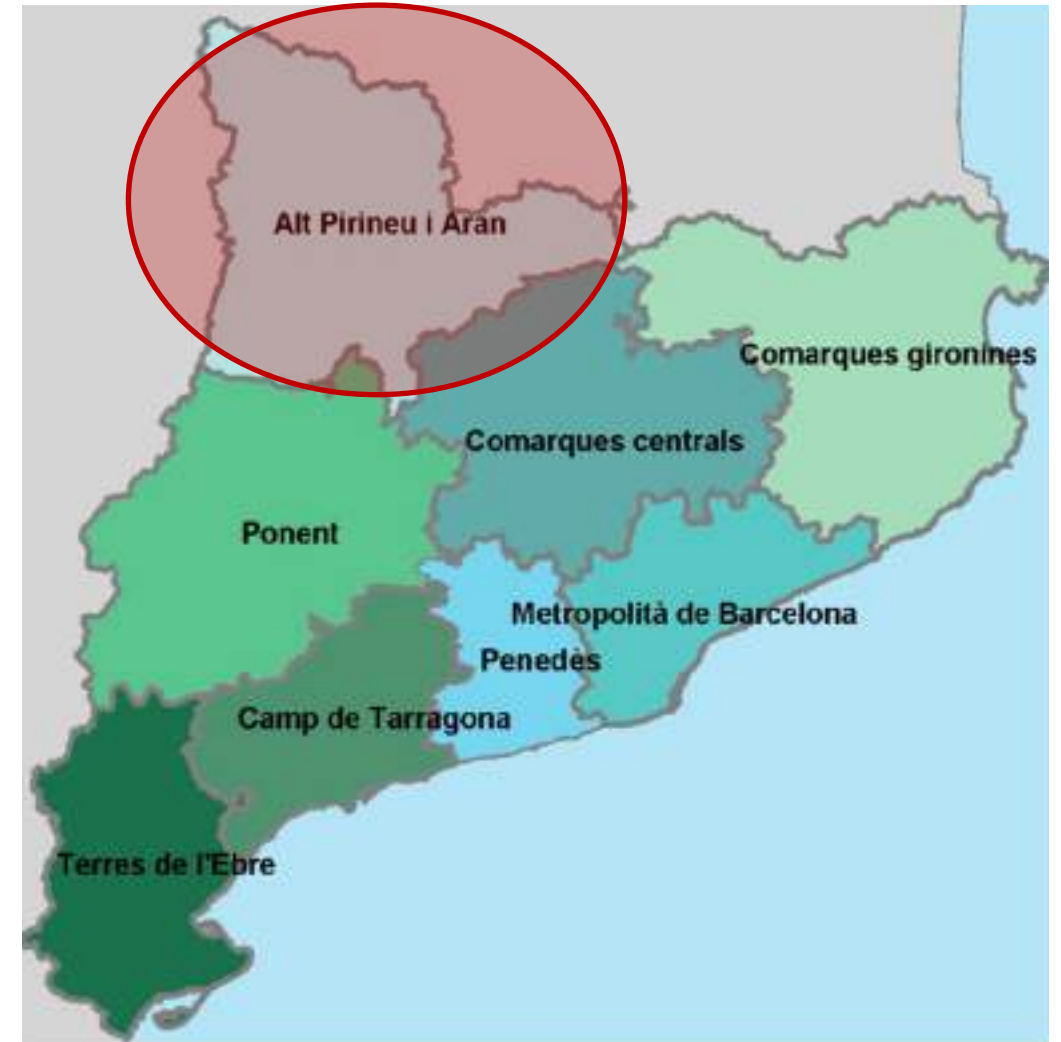 Alt Pirineu i Aran
Comarques gironines
Comarques centrals
Ponent
Metropolità de Barcelona
Penedès
Camp de Tarragona
Terres de l'Ebre